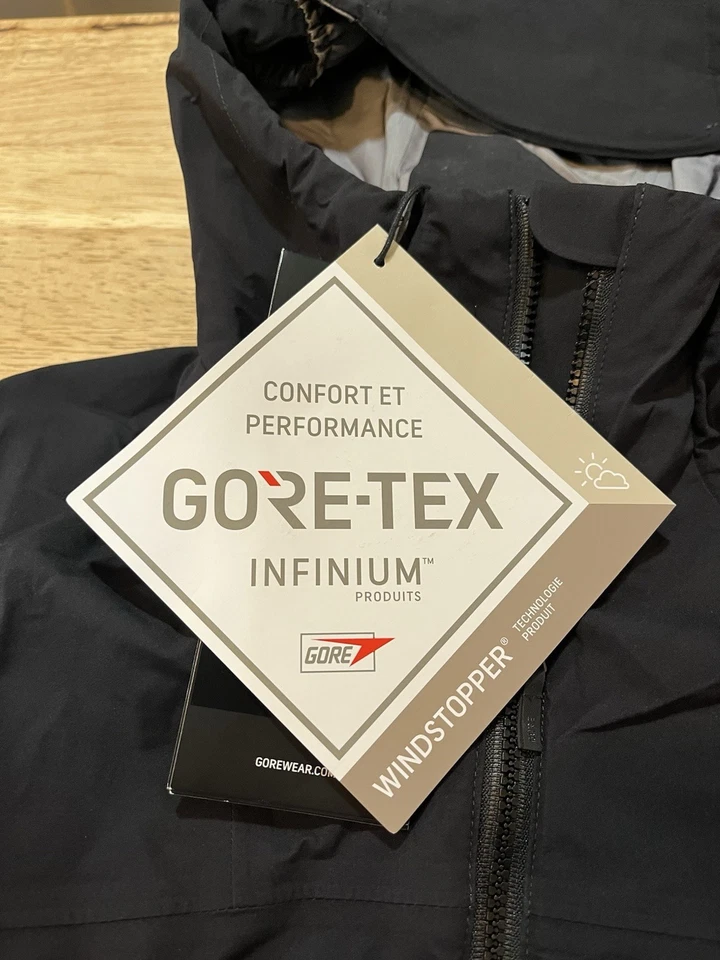 CONFORT ET
PERFORMANCE
GORE-TEX
INFINIUM™
PRODUITS
GORE
WINDSTOPPER®
TECHNOLOGIE
PRODUIT
GOREWEAR.COM